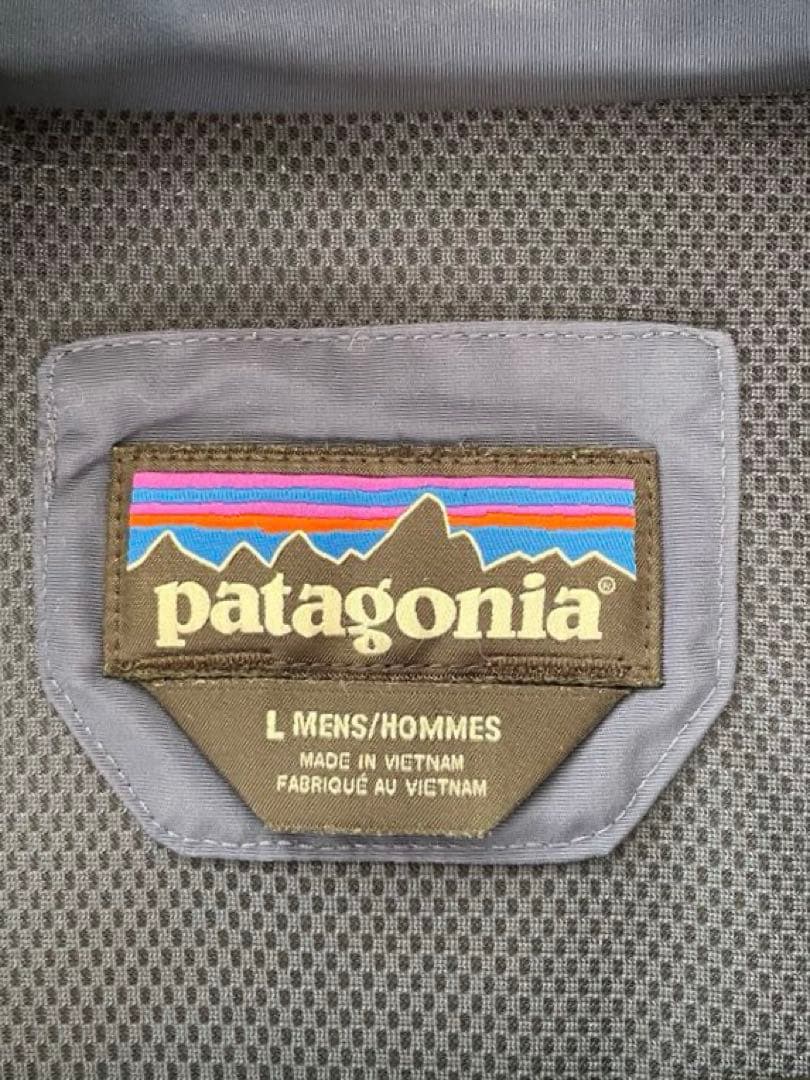 patagonia®
L MENS/HOMMES
MADE IN VIETNAM
FABRIQUÉ AU VIETNAM